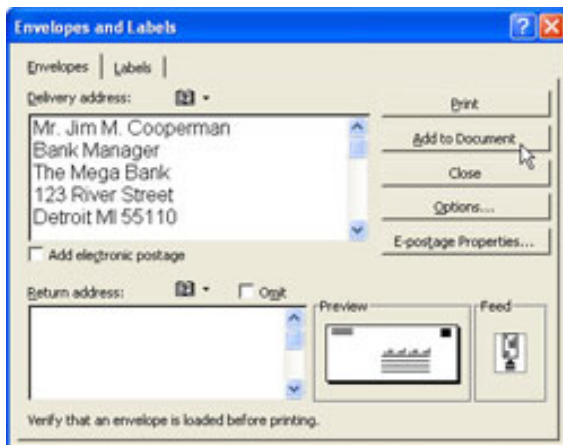 Envelopes and Labels
Envelopes
Labels
Delivery address:
Print
Mr. Jim M. Cooperman
Bank Manager
The Mega Bank
123 River Street
Detroit MI 55110
Add to Document
Close
Options...
E-postage Properties...
Add electronic postage
Return address:
Omit
Preview
Feed
Verify that an envelope is loaded before printing.